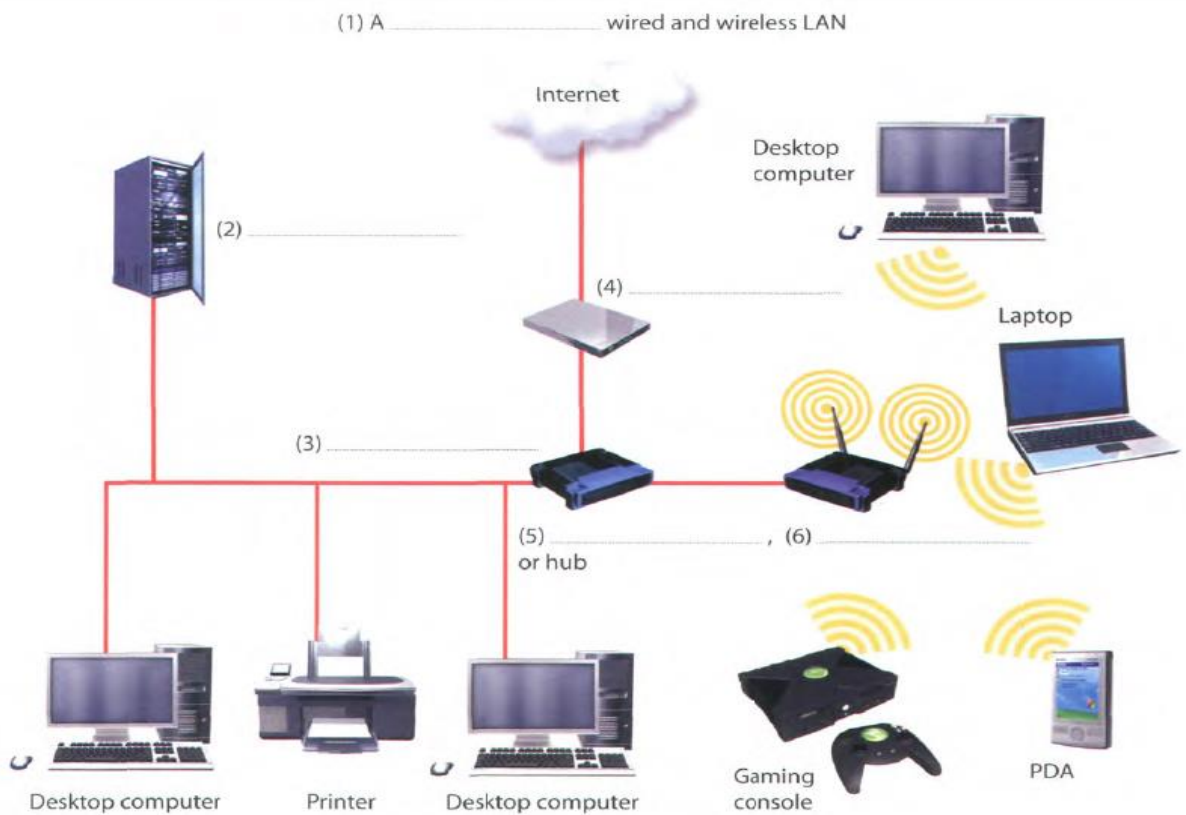 (1) A ........................ wired and wireless LAN
Internet
Desktop
computer
(2) ........................
(4) ........................
Laptop
(3) ........................
(5) ........................ , (6) ........................
or hub
Desktop computer
Printer
Desktop computer
Gaming
console
PDA